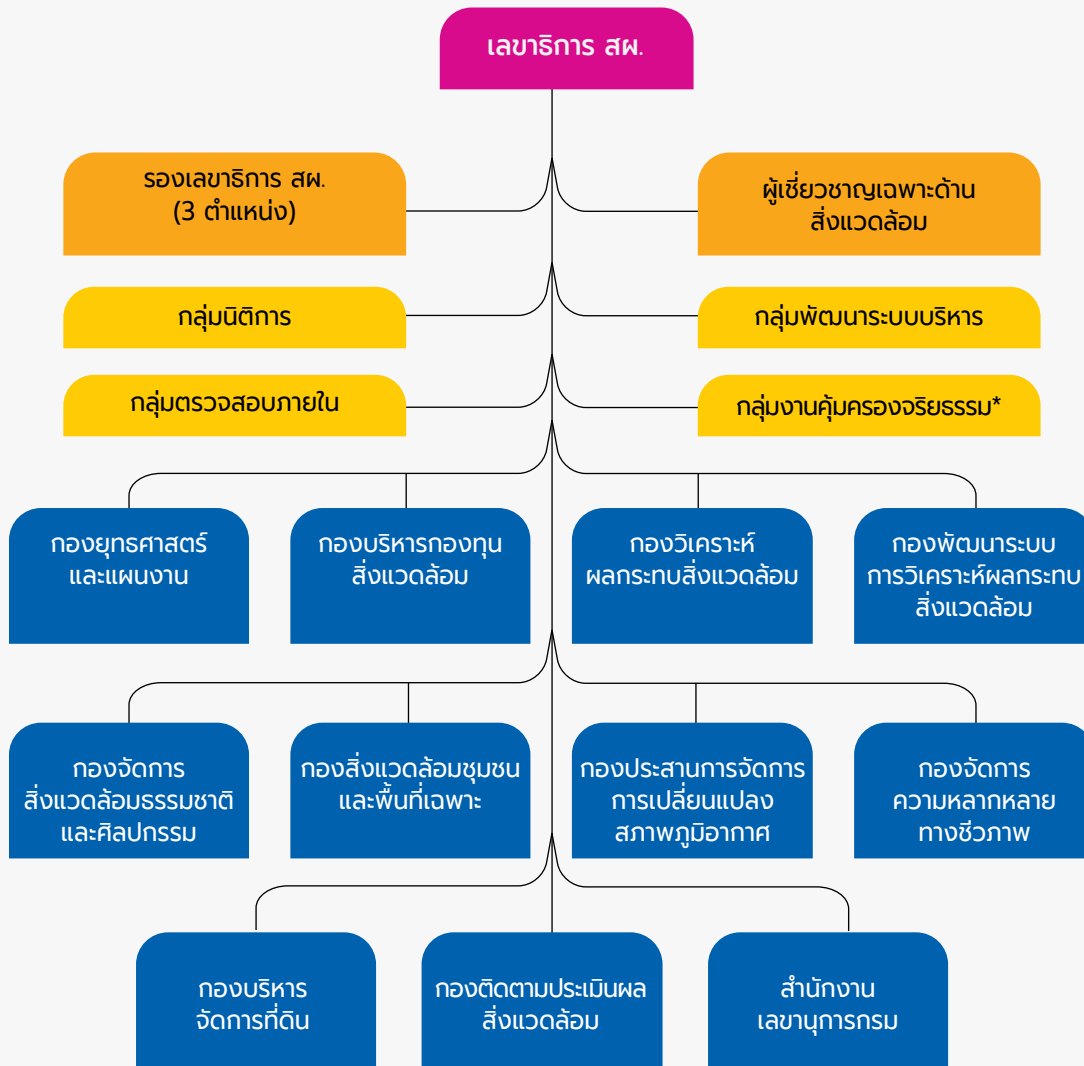 เลขาธิการ สผ.
รองเลขาธิการ สผ.
(3 ตำแหน่ง)
ผู้เชี่ยวชาญเฉพาะด้าน
สิ่งแวดล้อม
กลุ่มนิติการ
กลุ่มพัฒนาระบบบริหาร
กลุ่มตรวจสอบภายใน
กลุ่มงานคุ้มครองจริยธรรม*
กองยุทธศาสตร์
และแผนงาน
กองบริหารกองทุน
สิ่งแวดล้อม
กองวิเคราะห์
ผลกระทบสิ่งแวดล้อม
กองพัฒนาระบบ
การวิเคราะห์ผลกระทบ
สิ่งแวดล้อม
กองจัดการ
สิ่งแวดล้อมธรรมชาติ
และศิลปกรรม
กองสิ่งแวดล้อมชุมชน
และพื้นที่เฉพาะ
กองประสานการจัดการ
การเปลี่ยนแปลง
สภาพภูมิอากาศ
กองจัดการ
ความหลากหลาย
ทางชีวภาพ
กองบริหาร
จัดการที่ดิน
กองติดตามประเมินผล
สิ่งแวดล้อม
สำนักงาน
เลขานุการกรม